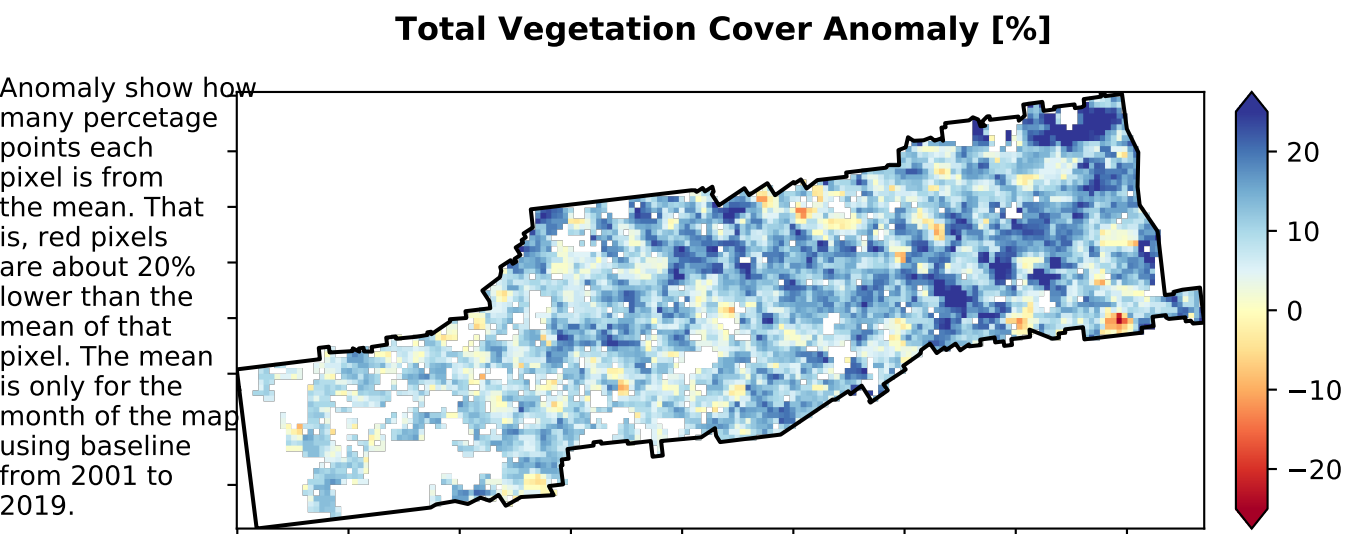 Total Vegetation Cover Anomaly [%]
Anomaly show how
many percetage
points each
pixel is from
the mean. That
is, red pixels
are about 20%
lower than the
mean of that
pixel. The mean
is only for the
month of the map
using baseline
from 2001 to
2019.
20
10
0
−10
−20